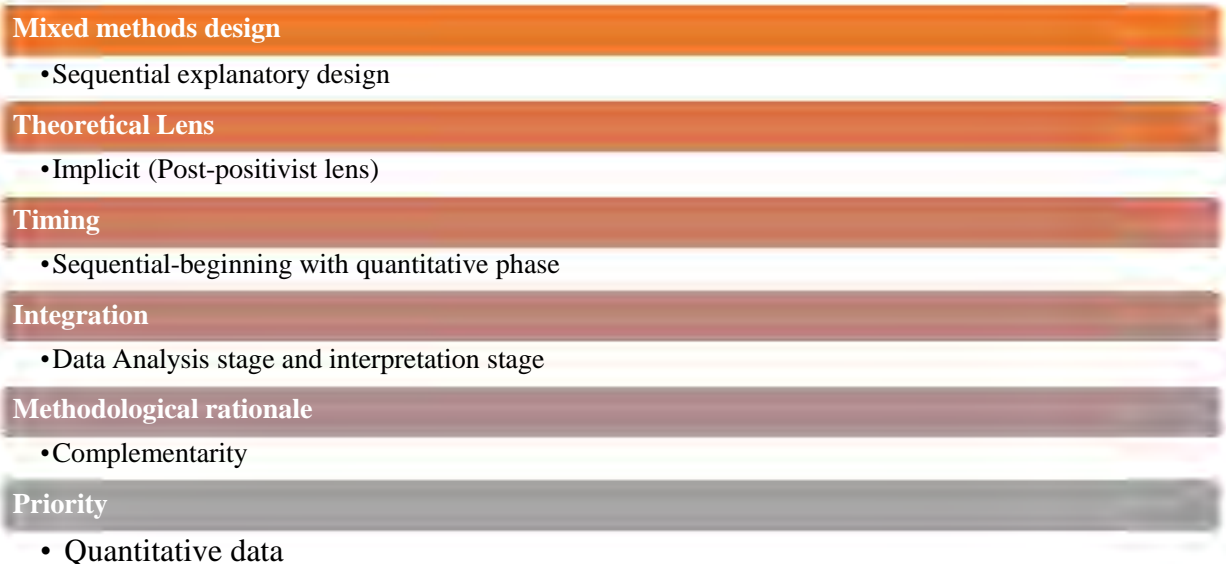 Mixed methods design
•Sequential explanatory design
Theoretical Lens
•Implicit (Post-positivist lens)
Timing
•Sequential-beginning with quantitative phase
Integration
•Data Analysis stage and interpretation stage
Methodological rationale
•Complementarity
Priority
• Quantitative data